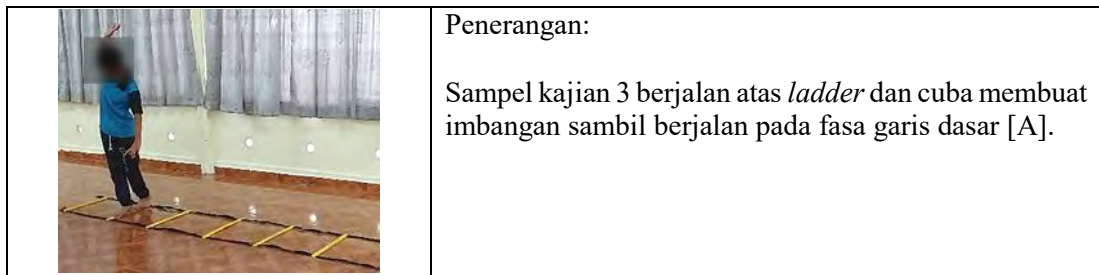 Penerangan:
Sampel kajian 3 berjalan atas ladder dan cuba membuat
imbangan sambil berjalan pada fasa garis dasar [A].